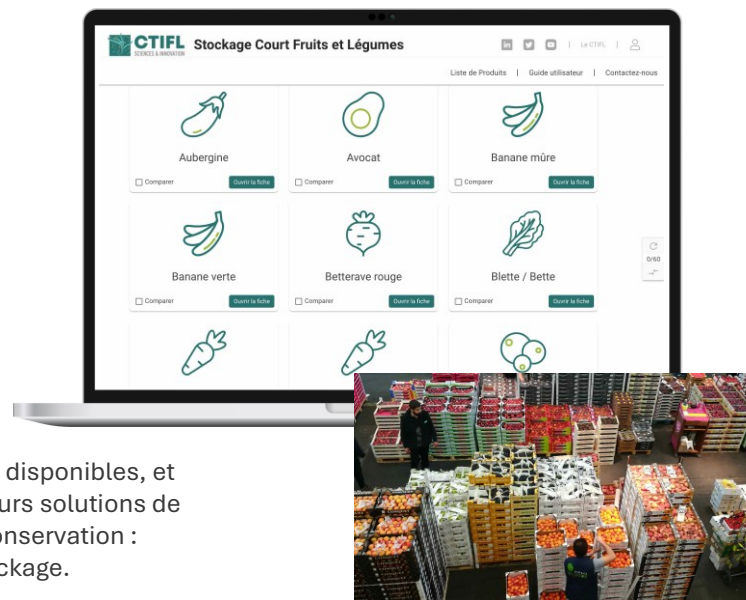 CTIFL
SCIENCES & INNOVATION
Stockage Court Fruits et Légumes
Le CTIFL
Liste de Produits | Guide utilisateur | Contactez-nous
Aubergine
Avocat
Banane mûre
Comparer
Ouvrir la fiche
Comparer
Ouvrir la fiche
Comparer
Ouvrir la fiche
Banane verte
Betterave rouge
Blette / Bette
0/60
Comparer
Ouvrir la fiche
Comparer
Ouvrir la fiche
Comparer
Ouvrir la fiche
disponibles, et
urs solutions de
onservation :
ckage.